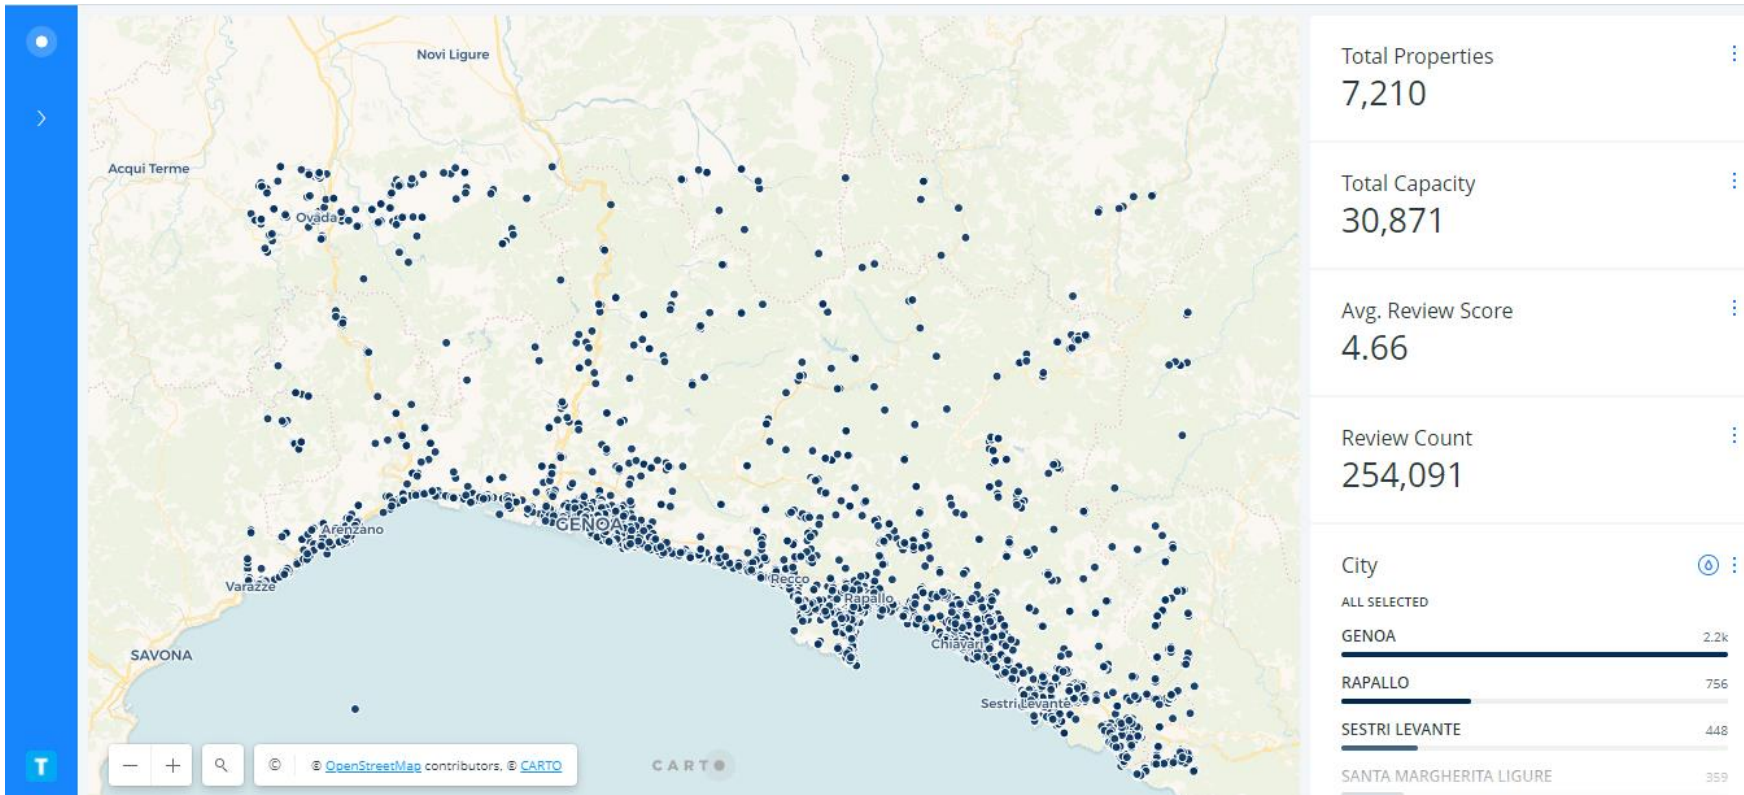 Novi Ligure
Acqui Terme
Ovada
GENOA
Arenzano
Varazze
Recco
Rapallo
SAVONA
Chiavari
Sestri Levante
T
©
© OpenStreetMap contributors, © CARTO
CARTO
Total Properties
7,210
Total Capacity
30,871
Avg. Review Score
4.66
Review Count
254,091
City
ALL SELECTED
GENOA 2.2k
RAPALLO 756
SESTRI LEVANTE 448
SANTA MARGHERITA LIGURE 359